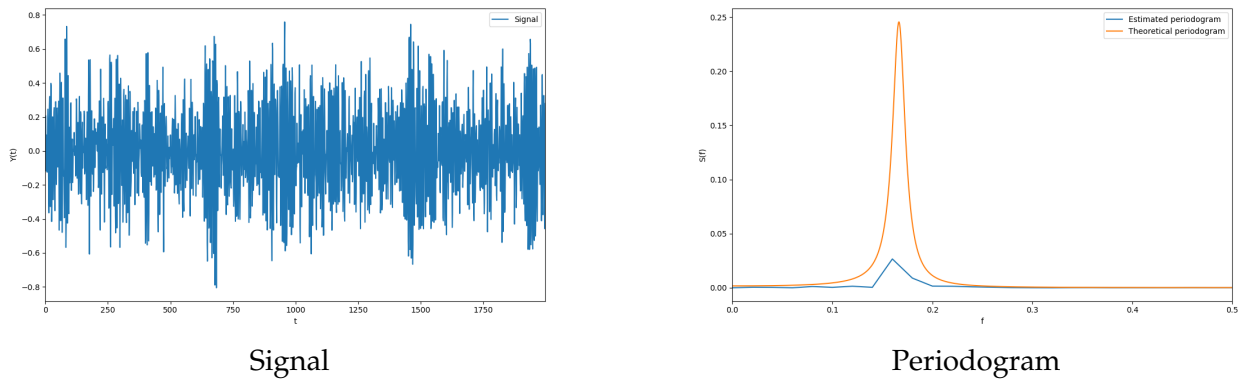 Signal
0.8
0.6
0.4
0.2
0.0
−0.2
−0.4
−0.6
−0.8
Y(t)
0 250 500 750 1000 1250 1500 1750
t
Signal
Estimated periodogram
Theoretical periodogram
0.25
0.20
0.15
0.10
0.05
0.00
S(f)
0.0 0.1 0.2 0.3 0.4 0.5
f
Periodogram